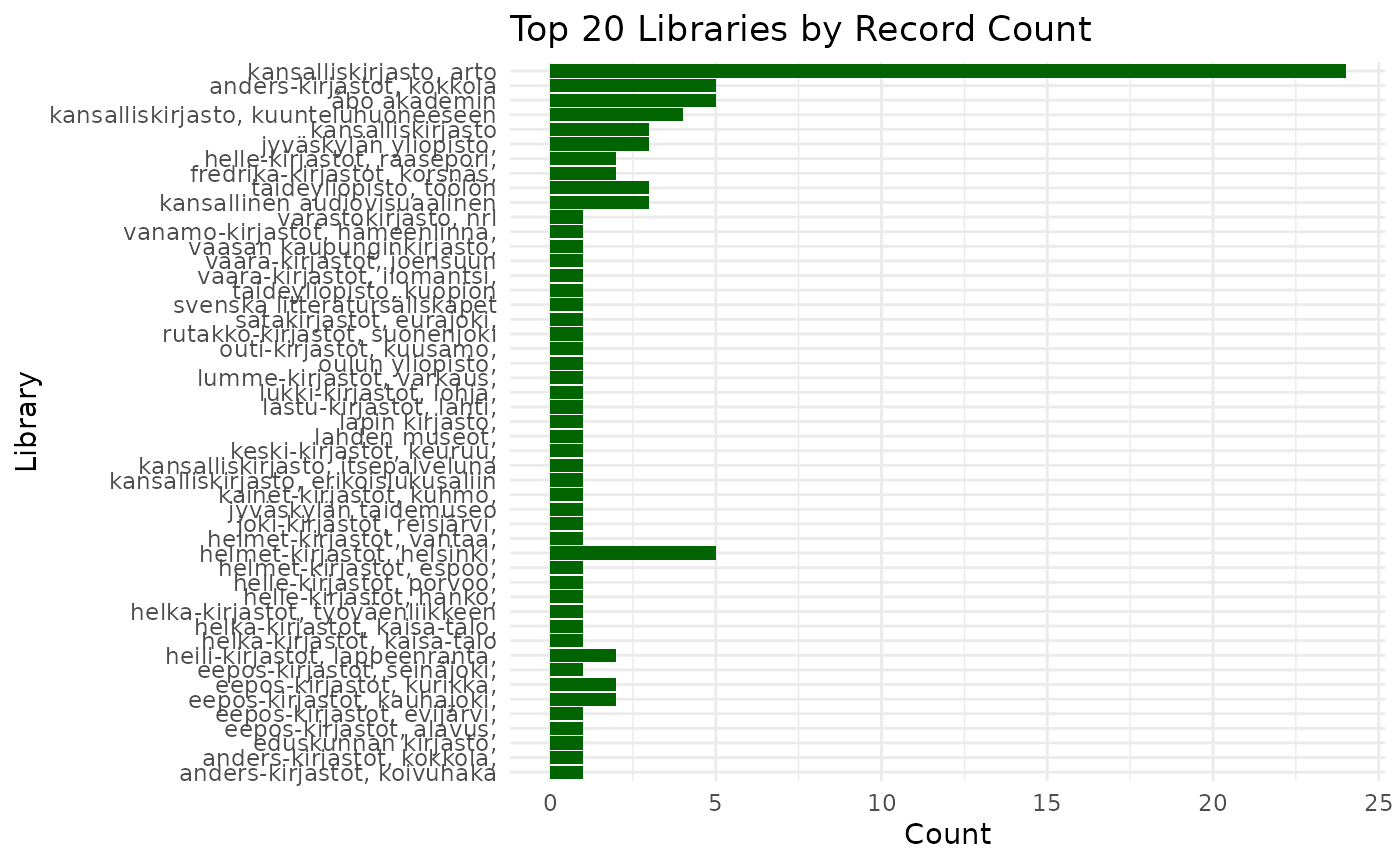 Top 20 Libraries by Record Count
kansalliskirjasto, arto
anders-kirjastot, kokkola
åbo akademin
kansalliskirjasto, kuunteluhuoneeseen
kansalliskirjasto
jyväskylän yliopisto,
helle-kirjastot, raasepori,
fredrika-kirjastot, korsnäs,
taideyliopisto, töölön
kansallinen audiovisuaalinen
varastokirjasto, nrl
vanamo-kirjastot, hämeenlinna,
vaasan kaupunginkirjasto,
vaara-kirjastot, joensuun
vaara-kirjastot, ilomantsi,
taideyliopisto, kuopion
svenska litteratursällskapet
satakirjastot, eurajoki,
rutakko-kirjastot, suonenjoki
outi-kirjastot, kuusamo,
oulun yliopisto,
lumme-kirjastot, varkaus,
lukki-kirjastot, lohja,
lastu-kirjastot, lahti,
lapin kirjasto,
lahden museot,
keski-kirjastot, keuruu,
kansalliskirjasto, itsepalveluna
kansalliskirjasto, erikoislukusaliin
kainet-kirjastot, kuhmo,
jyväskylän taidemuseo
joki-kirjastot, reisjärvi,
helmet-kirjastot, vantaa,
helmet-kirjastot, helsinki,
helmet-kirjastot, espoo,
helle-kirjastot, porvoo,
helle-kirjastot, hanko,
helka-kirjastot, työväenliikkeen
helka-kirjastot, kaisa-talo,
helka-kirjastot, kaisa-talo
heili-kirjastot, lappeenranta,
eepos-kirjastot, seinäjoki,
eepos-kirjastot, kurikka,
eepos-kirjastot, kauhajoki,
eepos-kirjastot, evijärvi,
eepos-kirjastot, alavus,
eduskunnan kirjasto,
anders-kirjastot, kokkola,
anders-kirjastot, koivuhaka
Library
0 5 10 15 20 25
Count